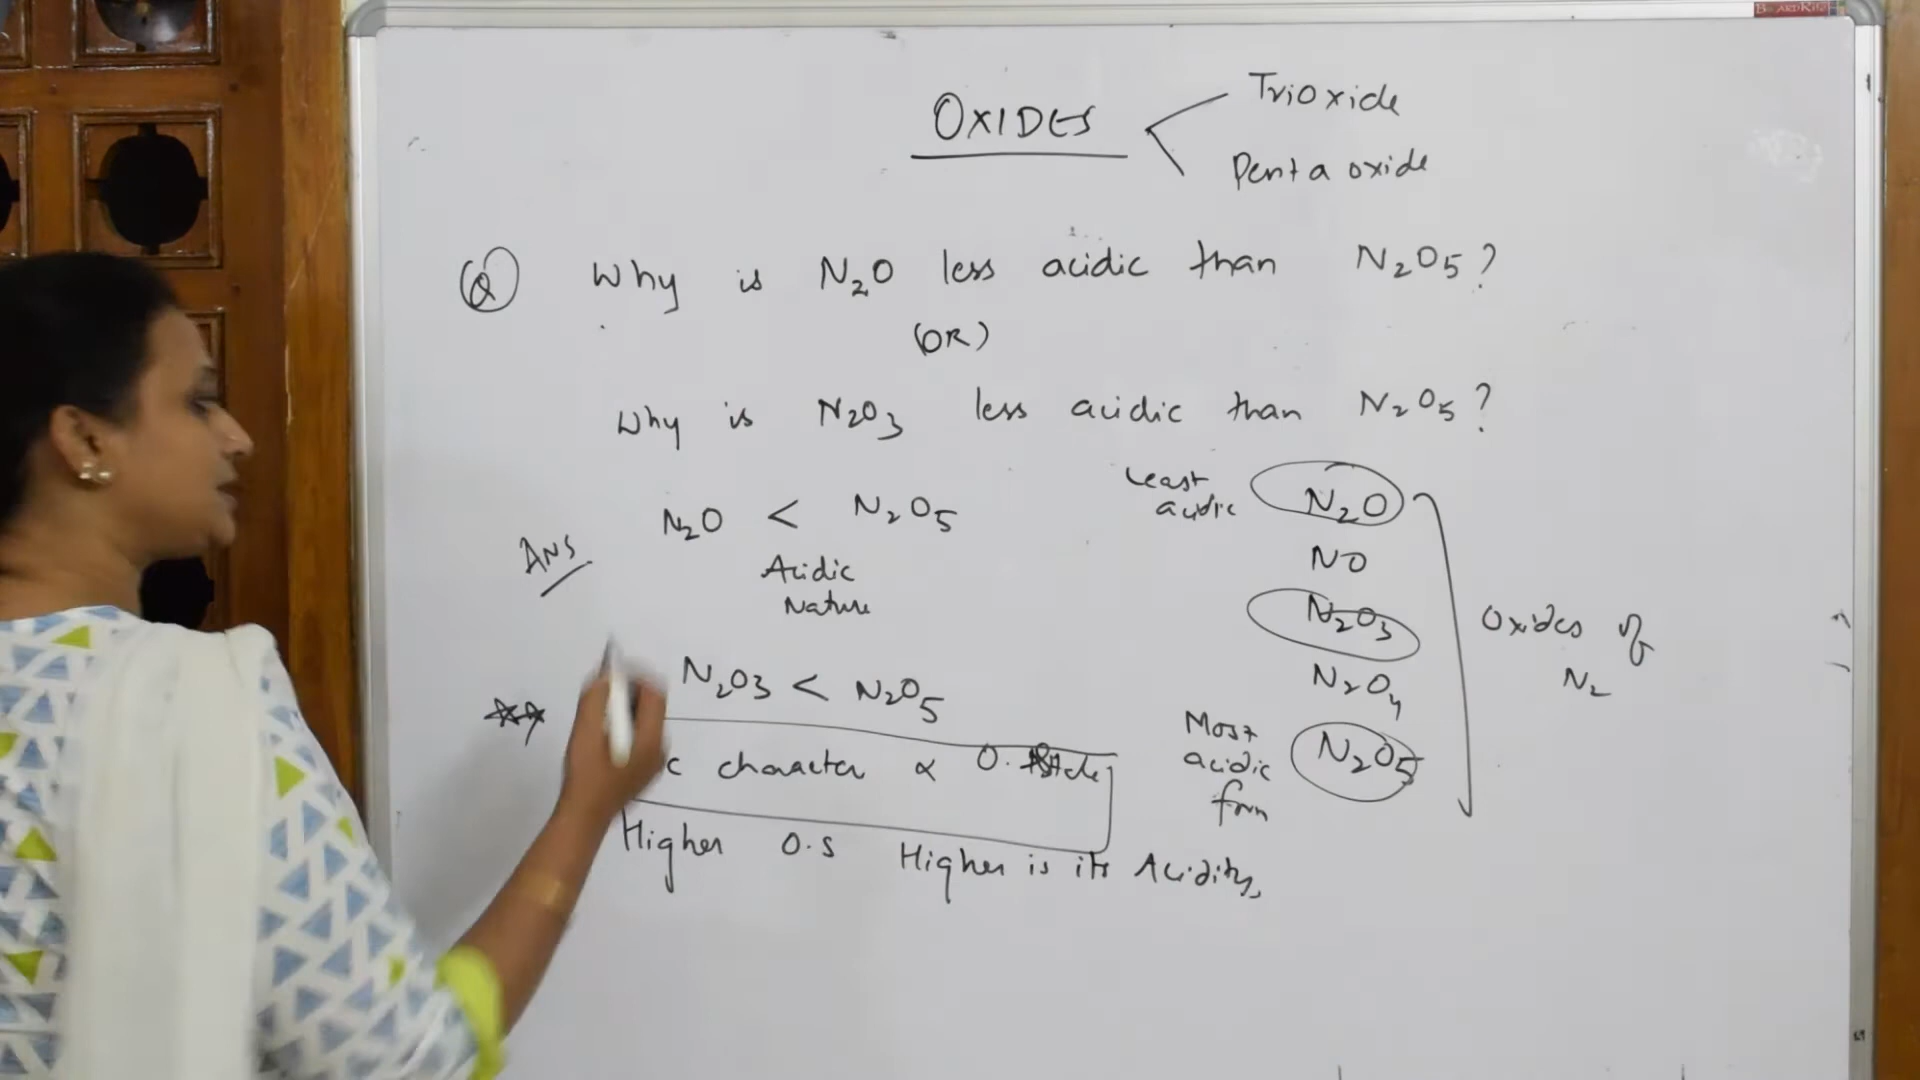 OXIDES
Trioxide
Pentaoxide
Q Why is N₂O less acidic than N₂O₅?
(OR)
Why is N₂O₃ less acidic than N₂O₅?
Ans
N₂O < N₂O₅
Acidic
Nature
N₂O₃ < N₂O₅
character ∝ O.
Higher O.S Higher is its Acidity,
Least
acidic
N₂O
NO
N₂O₃
N₂O₄
Most
acidic
form
N₂O₅
Oxides of
N₂